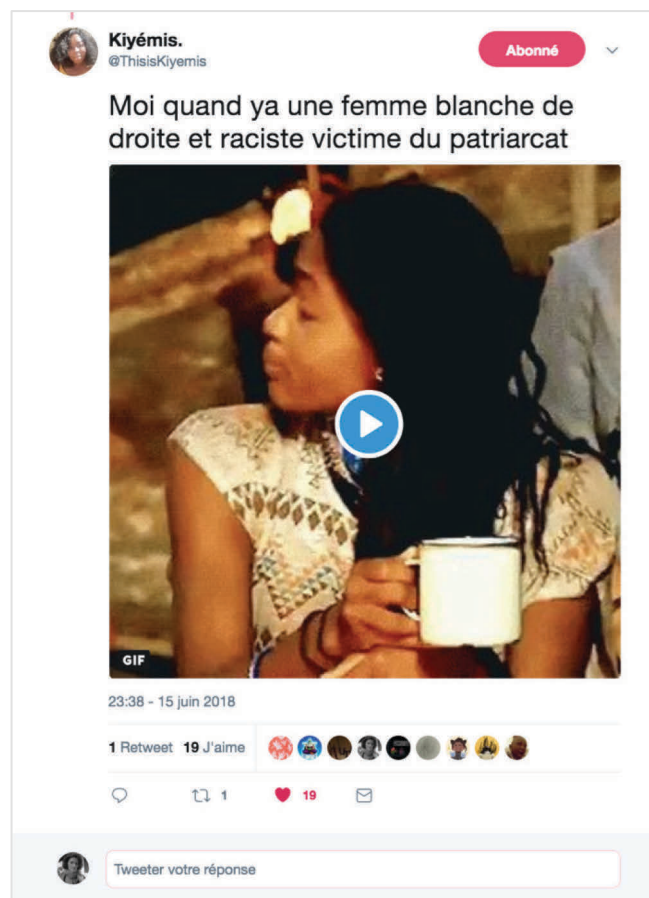 Kiyémis.
@ThisisKiyemis
Abonné
Moi quand ya une femme blanche de
droite et raciste victime du patriarcat
GIF
23:38 - 15 juin 2018
1 Retweet 19 J'aime
1 19
Tweeter votre réponse